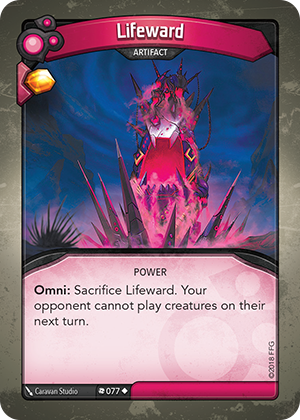 Lifeward
ARTIFACT
POWER
Omni: Sacrifice Lifeward. Your
opponent cannot play creatures on their
next turn.
©2018 FFG
Caravan Studio
077